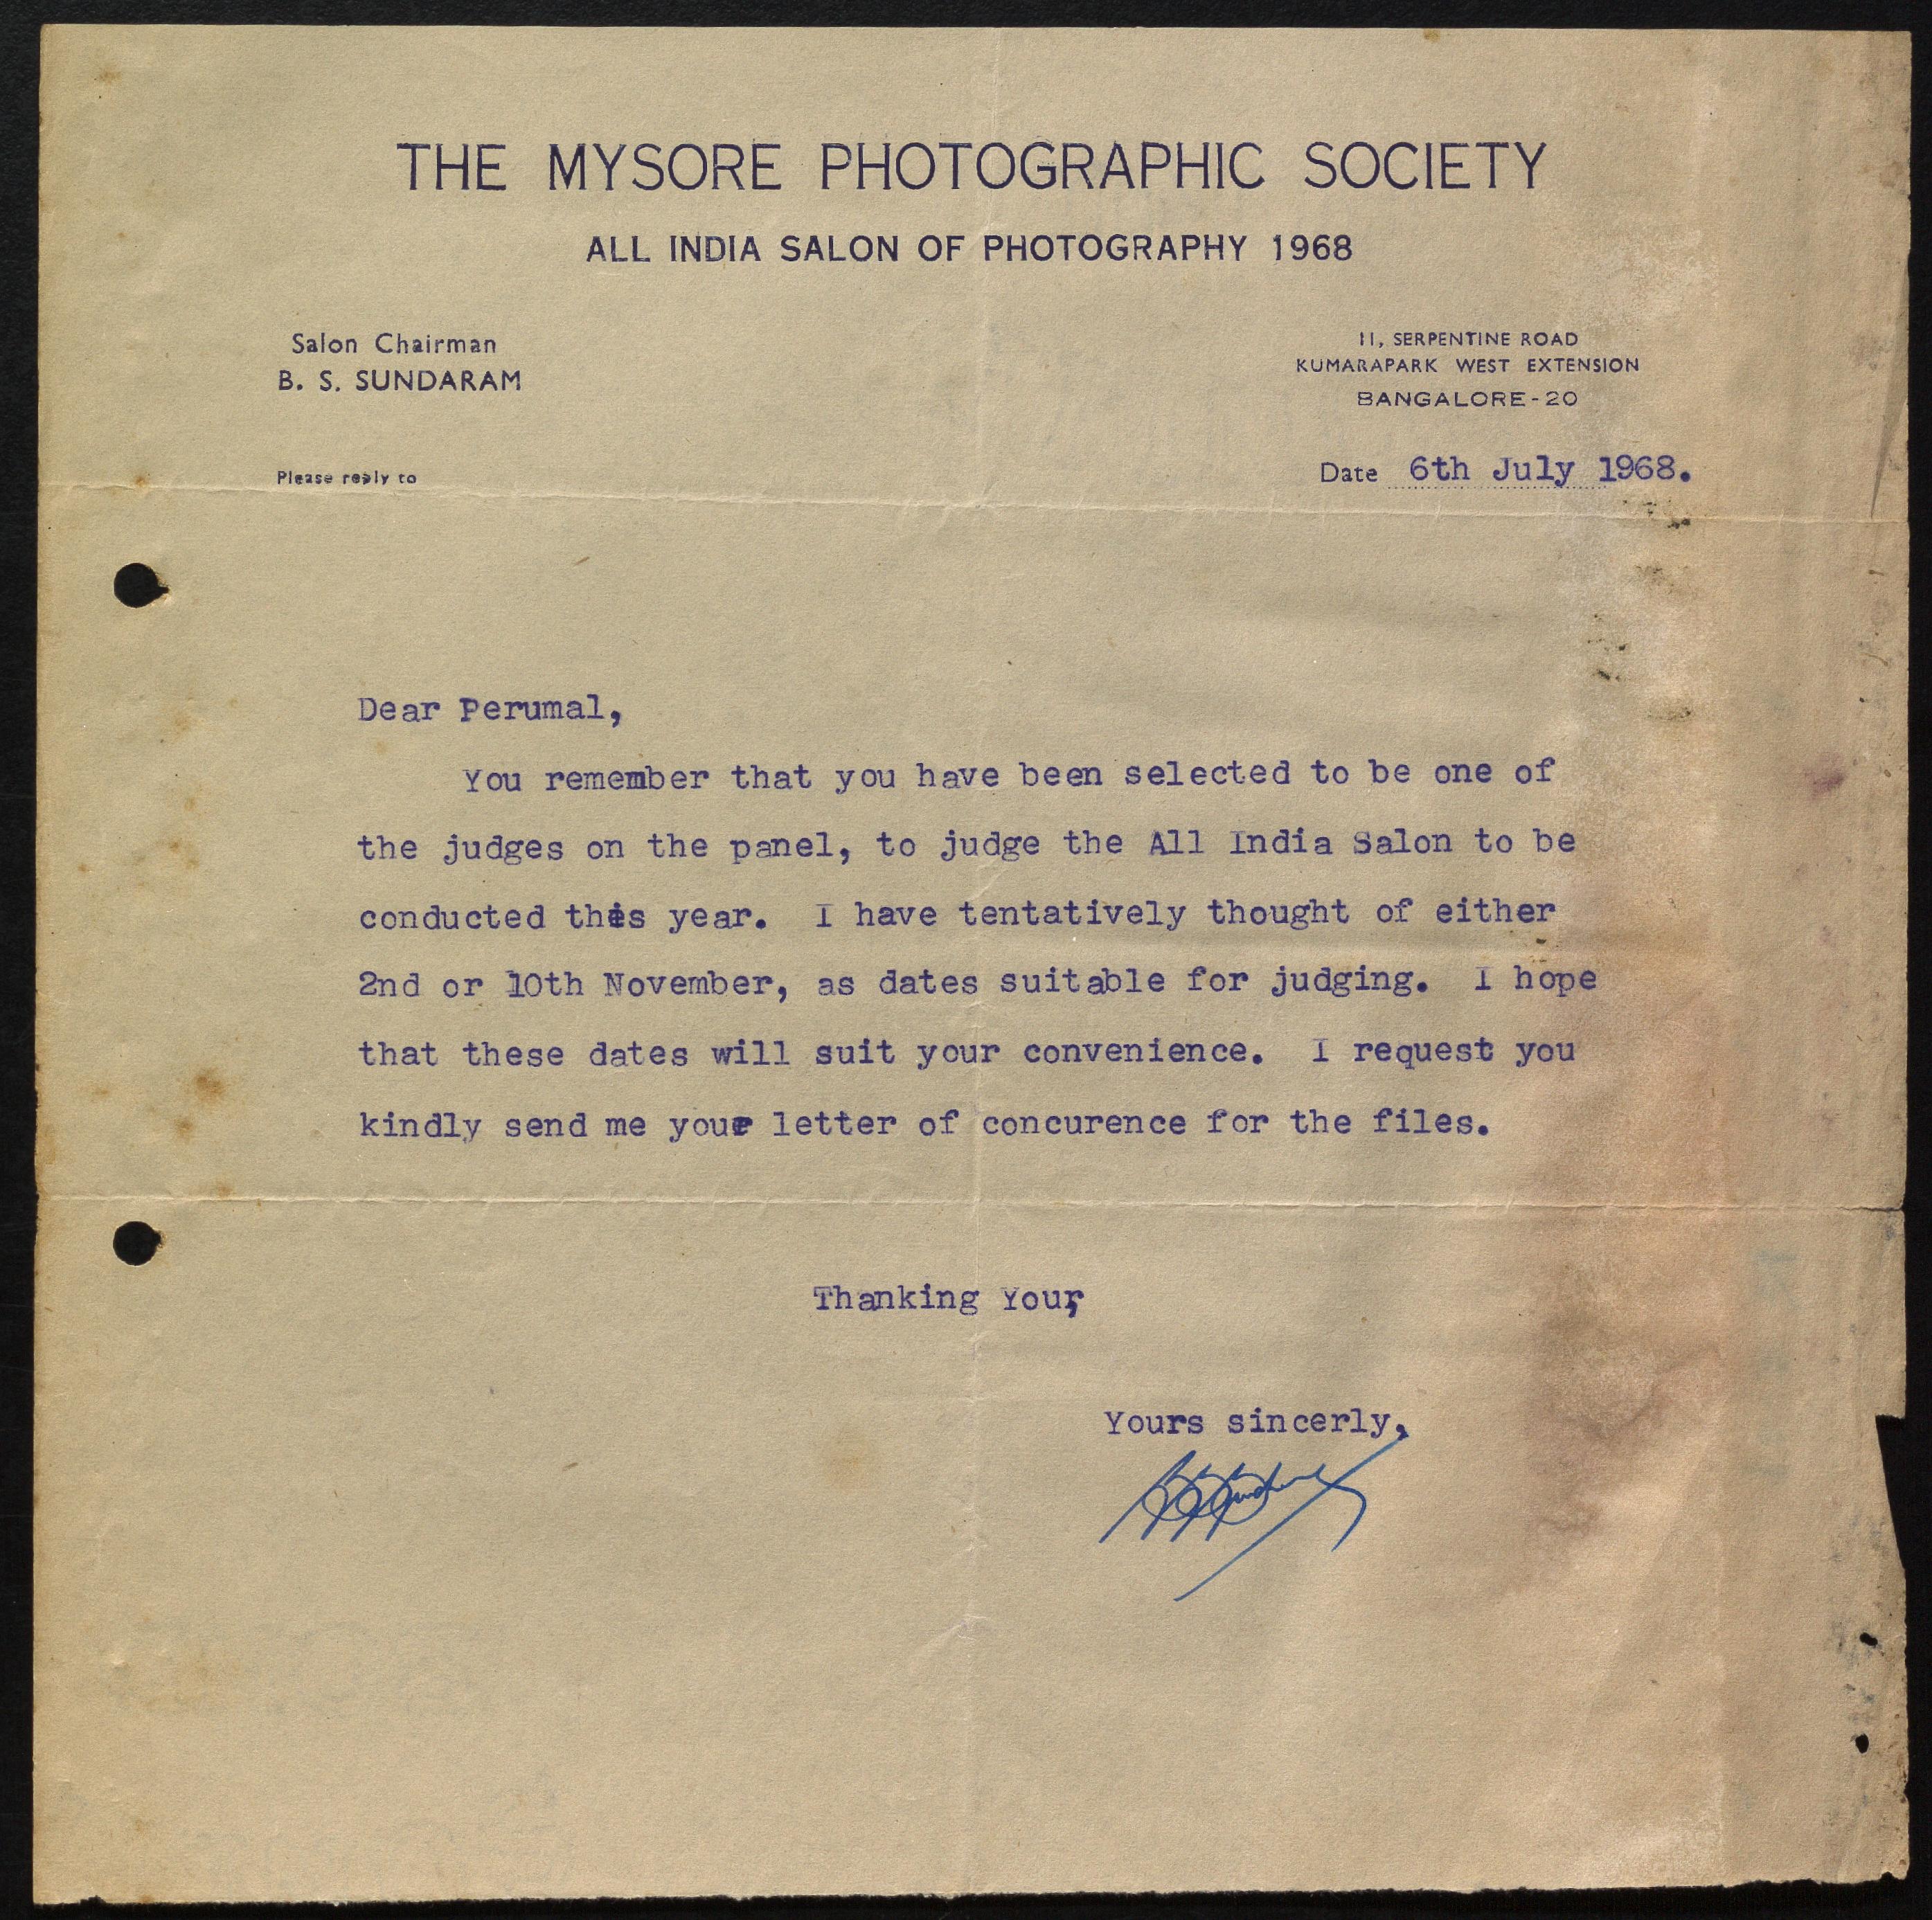 THE MYSORE PHOTOGRAPHIC SOCIETY
ALL INDIA SALON OF PHOTOGRAPHY 1968
Salon Chairman
B. S. SUNDARAM
11, SERPENTINE ROAD
KUMARAPARK WEST EXTENSION
BANGALORE-20
Please reply to
Date 6th July 1968.
Dear Perumal,
You remember that you have been selected to be one of
the judges on the panel, to judge the All India Salon to be
conducted this year. I have tentatively thought of either
2nd or 10th November, as dates suitable for judging. I hope
that these dates will suit your convenience. I request you
kindly send me your letter of concurence for the files.
Thanking You,
Yours sincerly,